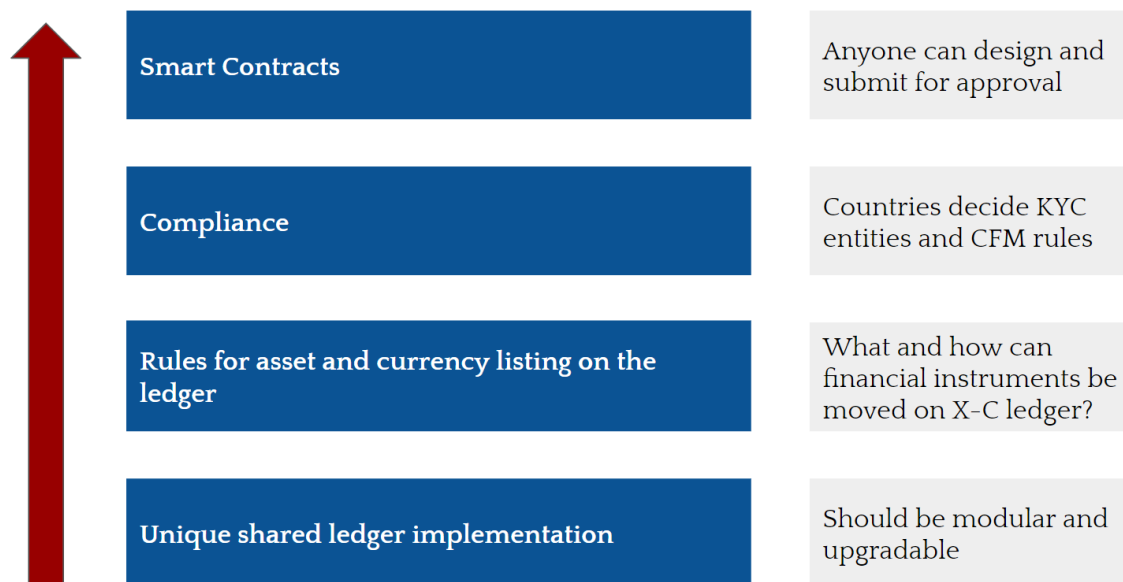 Smart Contracts
Anyone can design and
submit for approval
Compliance
Countries decide KYC
entities and CFM rules
Rules for asset and currency listing on the
ledger
What and how can
financial instruments be
moved on X-C ledger?
Unique shared ledger implementation
Should be modular and
upgradable